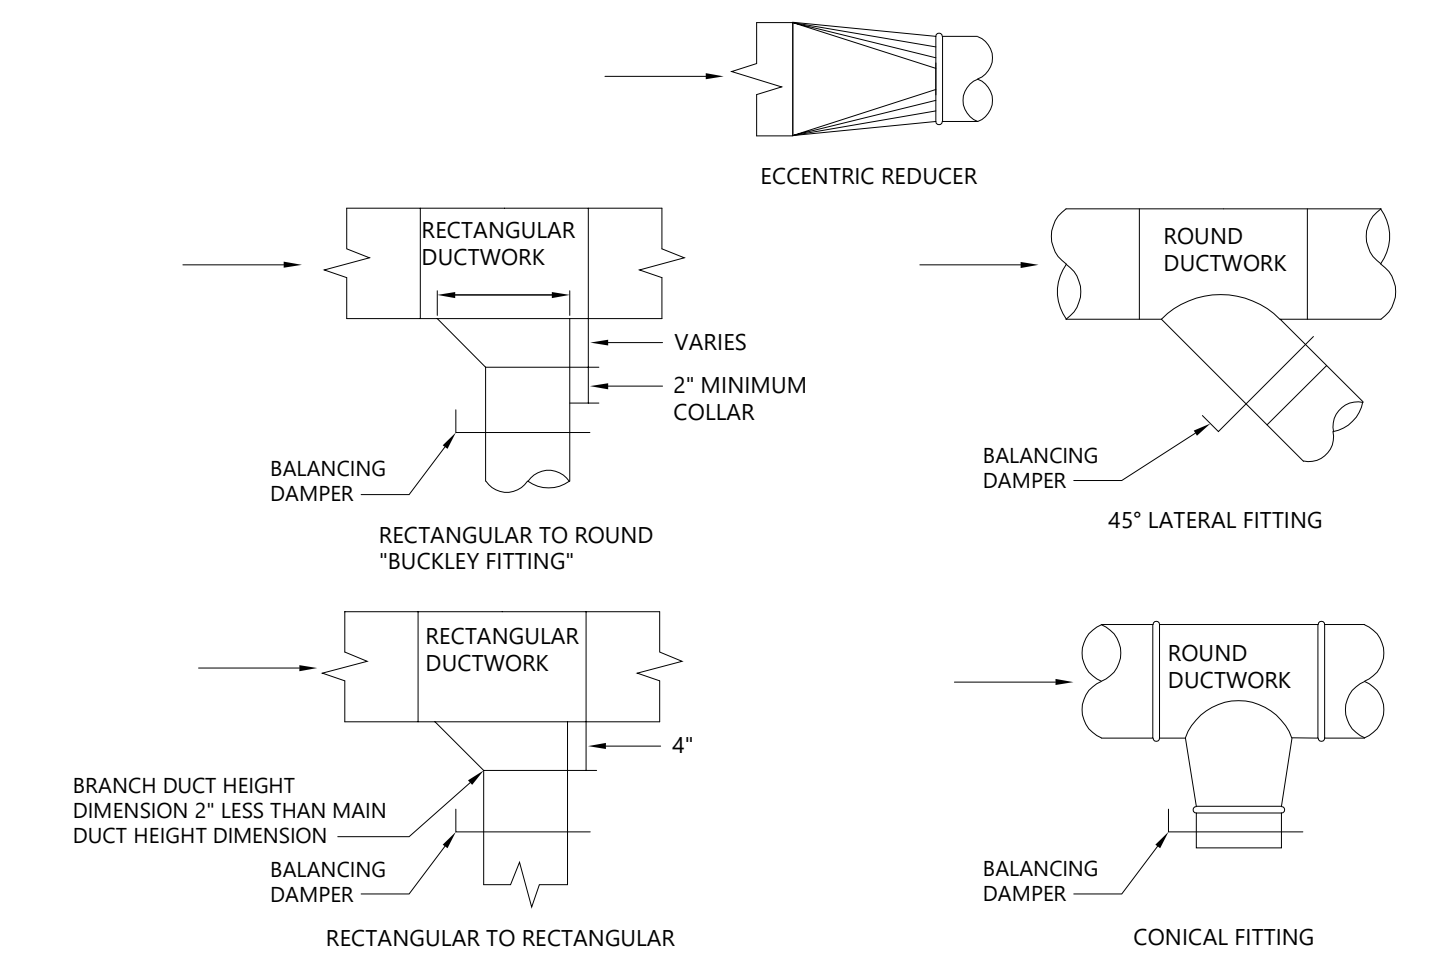 ECCENTRIC REDUCER
RECTANGULAR
DUCTWORK
VARIES
2" MINIMUM
COLLAR
BALANCING
DAMPER
RECTANGULAR TO ROUND
"BUCKLEY FITTING"
ROUND
DUCTWORK
BALANCING
DAMPER
45° LATERAL FITTING
RECTANGULAR
DUCTWORK
4"
BRANCH DUCT HEIGHT
DIMENSION 2" LESS THAN MAIN
DUCT HEIGHT DIMENSION
BALANCING
DAMPER
RECTANGULAR TO RECTANGULAR
ROUND
DUCTWORK
BALANCING
DAMPER
CONICAL FITTING